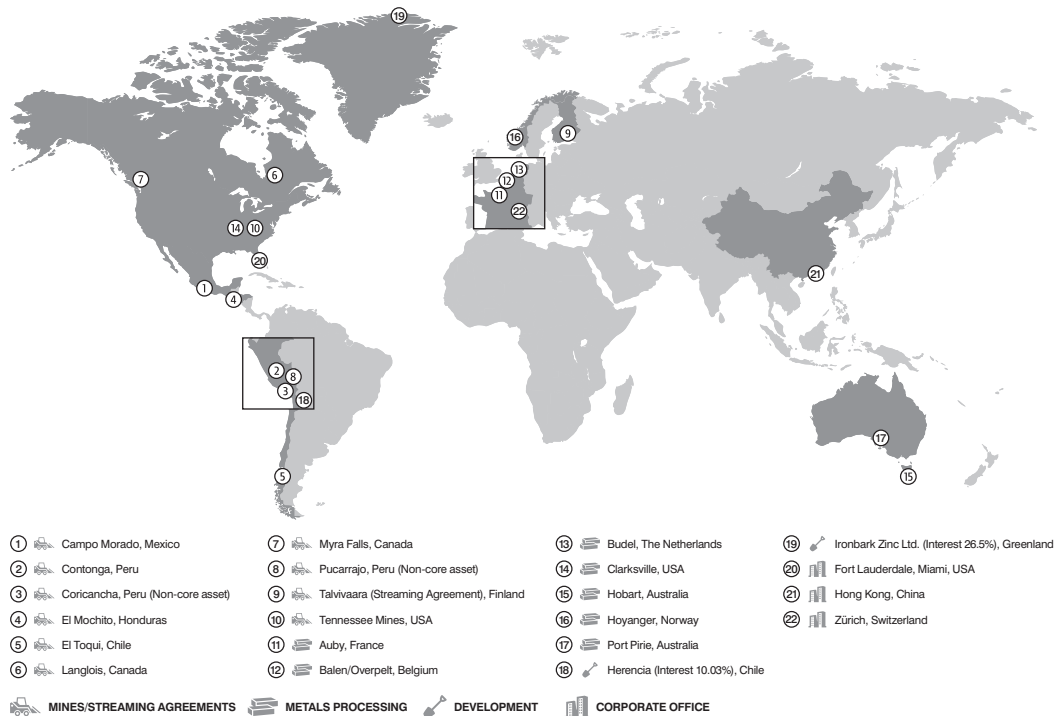 19
16
9
13
12
11
22
7
6
14
10
20
1
4
21
2
8
3
18
17
5
15
1 Campo Morado, Mexico
2 Contonga, Peru
3 Coricancha, Peru (Non-core asset)
4 El Mochito, Honduras
5 El Toqui, Chile
6 Langlois, Canada
7 Myra Falls, Canada
8 Pucarrajo, Peru (Non-core asset)
9 Talvivaara (Streaming Agreement), Finland
10 Tennessee Mines, USA
11 Auby, France
12 Balen/Overpelt, Belgium
13 Budel, The Netherlands
14 Clarksville, USA
15 Hobart, Australia
16 Hoyanger, Norway
17 Port Pirie, Australia
18 Herencia (Interest 10.03%), Chile
19 Ironbark Zinc Ltd. (Interest 26.5%), Greenland
20 Fort Lauderdale, Miami, USA
21 Hong Kong, China
22 Zürich, Switzerland
MINES/STREAMING AGREEMENTS METALS PROCESSING DEVELOPMENT CORPORATE OFFICE